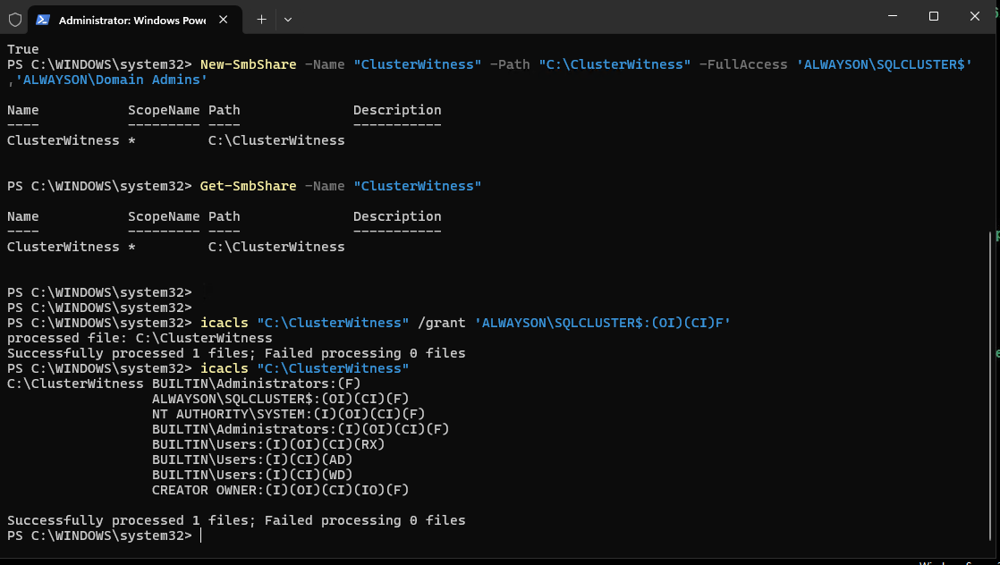 Administrator: Windows Powe
True
PS C:\WINDOWS\system32> New-SmbShare -Name "ClusterWitness" -Path "C:\ClusterWitness" -FullAccess 'ALWAYSON\SQLCLUSTER$'
,'ALWAYSON\Domain Admins'
Name           ScopeName Path              Description
----           --------- ----              -----------
ClusterWitness *         C:\ClusterWitness
PS C:\WINDOWS\system32> Get-SmbShare -Name "ClusterWitness"
Name           ScopeName Path              Description
----           --------- ----              -----------
ClusterWitness *         C:\ClusterWitness
PS C:\WINDOWS\system32>
PS C:\WINDOWS\system32>
PS C:\WINDOWS\system32> icacls "C:\ClusterWitness" /grant 'ALWAYSON\SQLCLUSTER$:(OI)(CI)F'
processed file: C:\ClusterWitness
Successfully processed 1 files; Failed processing 0 files
PS C:\WINDOWS\system32> icacls "C:\ClusterWitness"
C:\ClusterWitness BUILTIN\Administrators:(F)
                  ALWAYSON\SQLCLUSTER$:(OI)(CI)(F)
                  NT AUTHORITY\SYSTEM:(I)(OI)(CI)(F)
                  BUILTIN\Administrators:(I)(OI)(CI)(F)
                  BUILTIN\Users:(I)(OI)(CI)(RX)
                  BUILTIN\Users:(I)(CI)(AD)
                  BUILTIN\Users:(I)(CI)(WD)
                  CREATOR OWNER:(I)(OI)(CI)(IO)(F)
Successfully processed 1 files; Failed processing 0 files
PS C:\WINDOWS\system32>